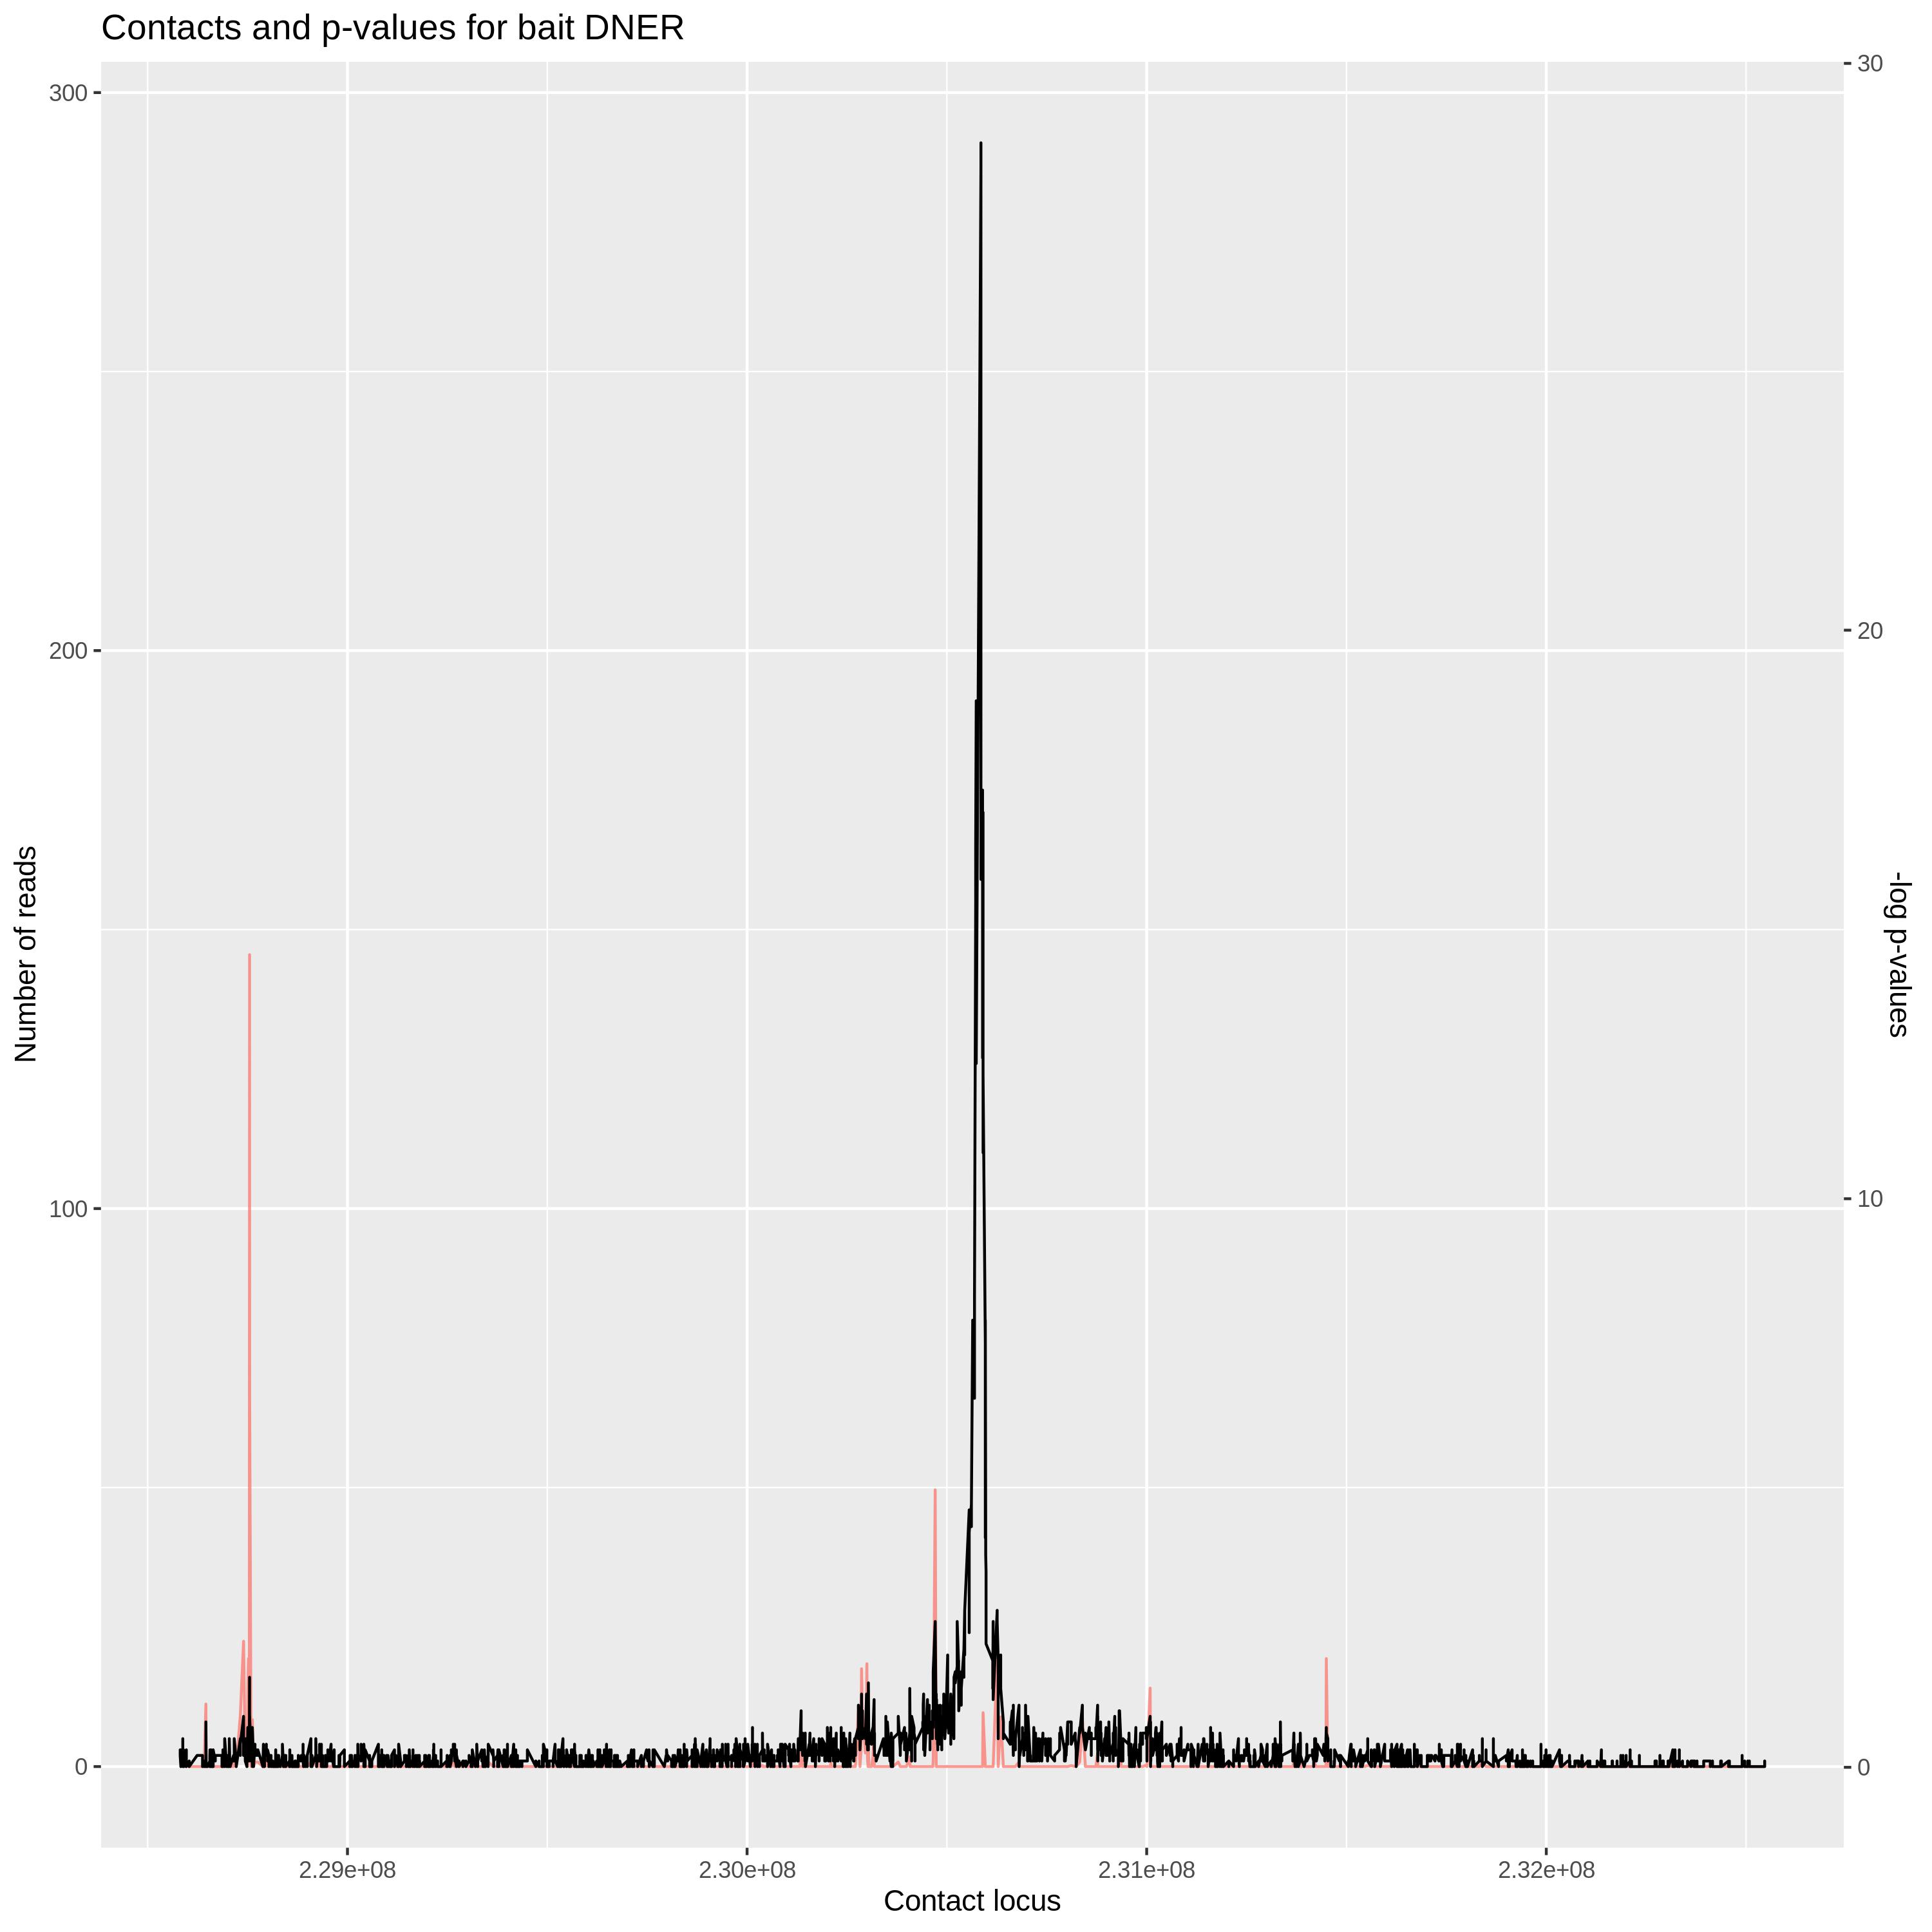 Contacts and p-values for bait DNER
300
200
100
0
Number of reads
30
20
10
0
-log p-values
2.29e+08
2.30e+08
2.31e+08
2.32e+08
Contact locus